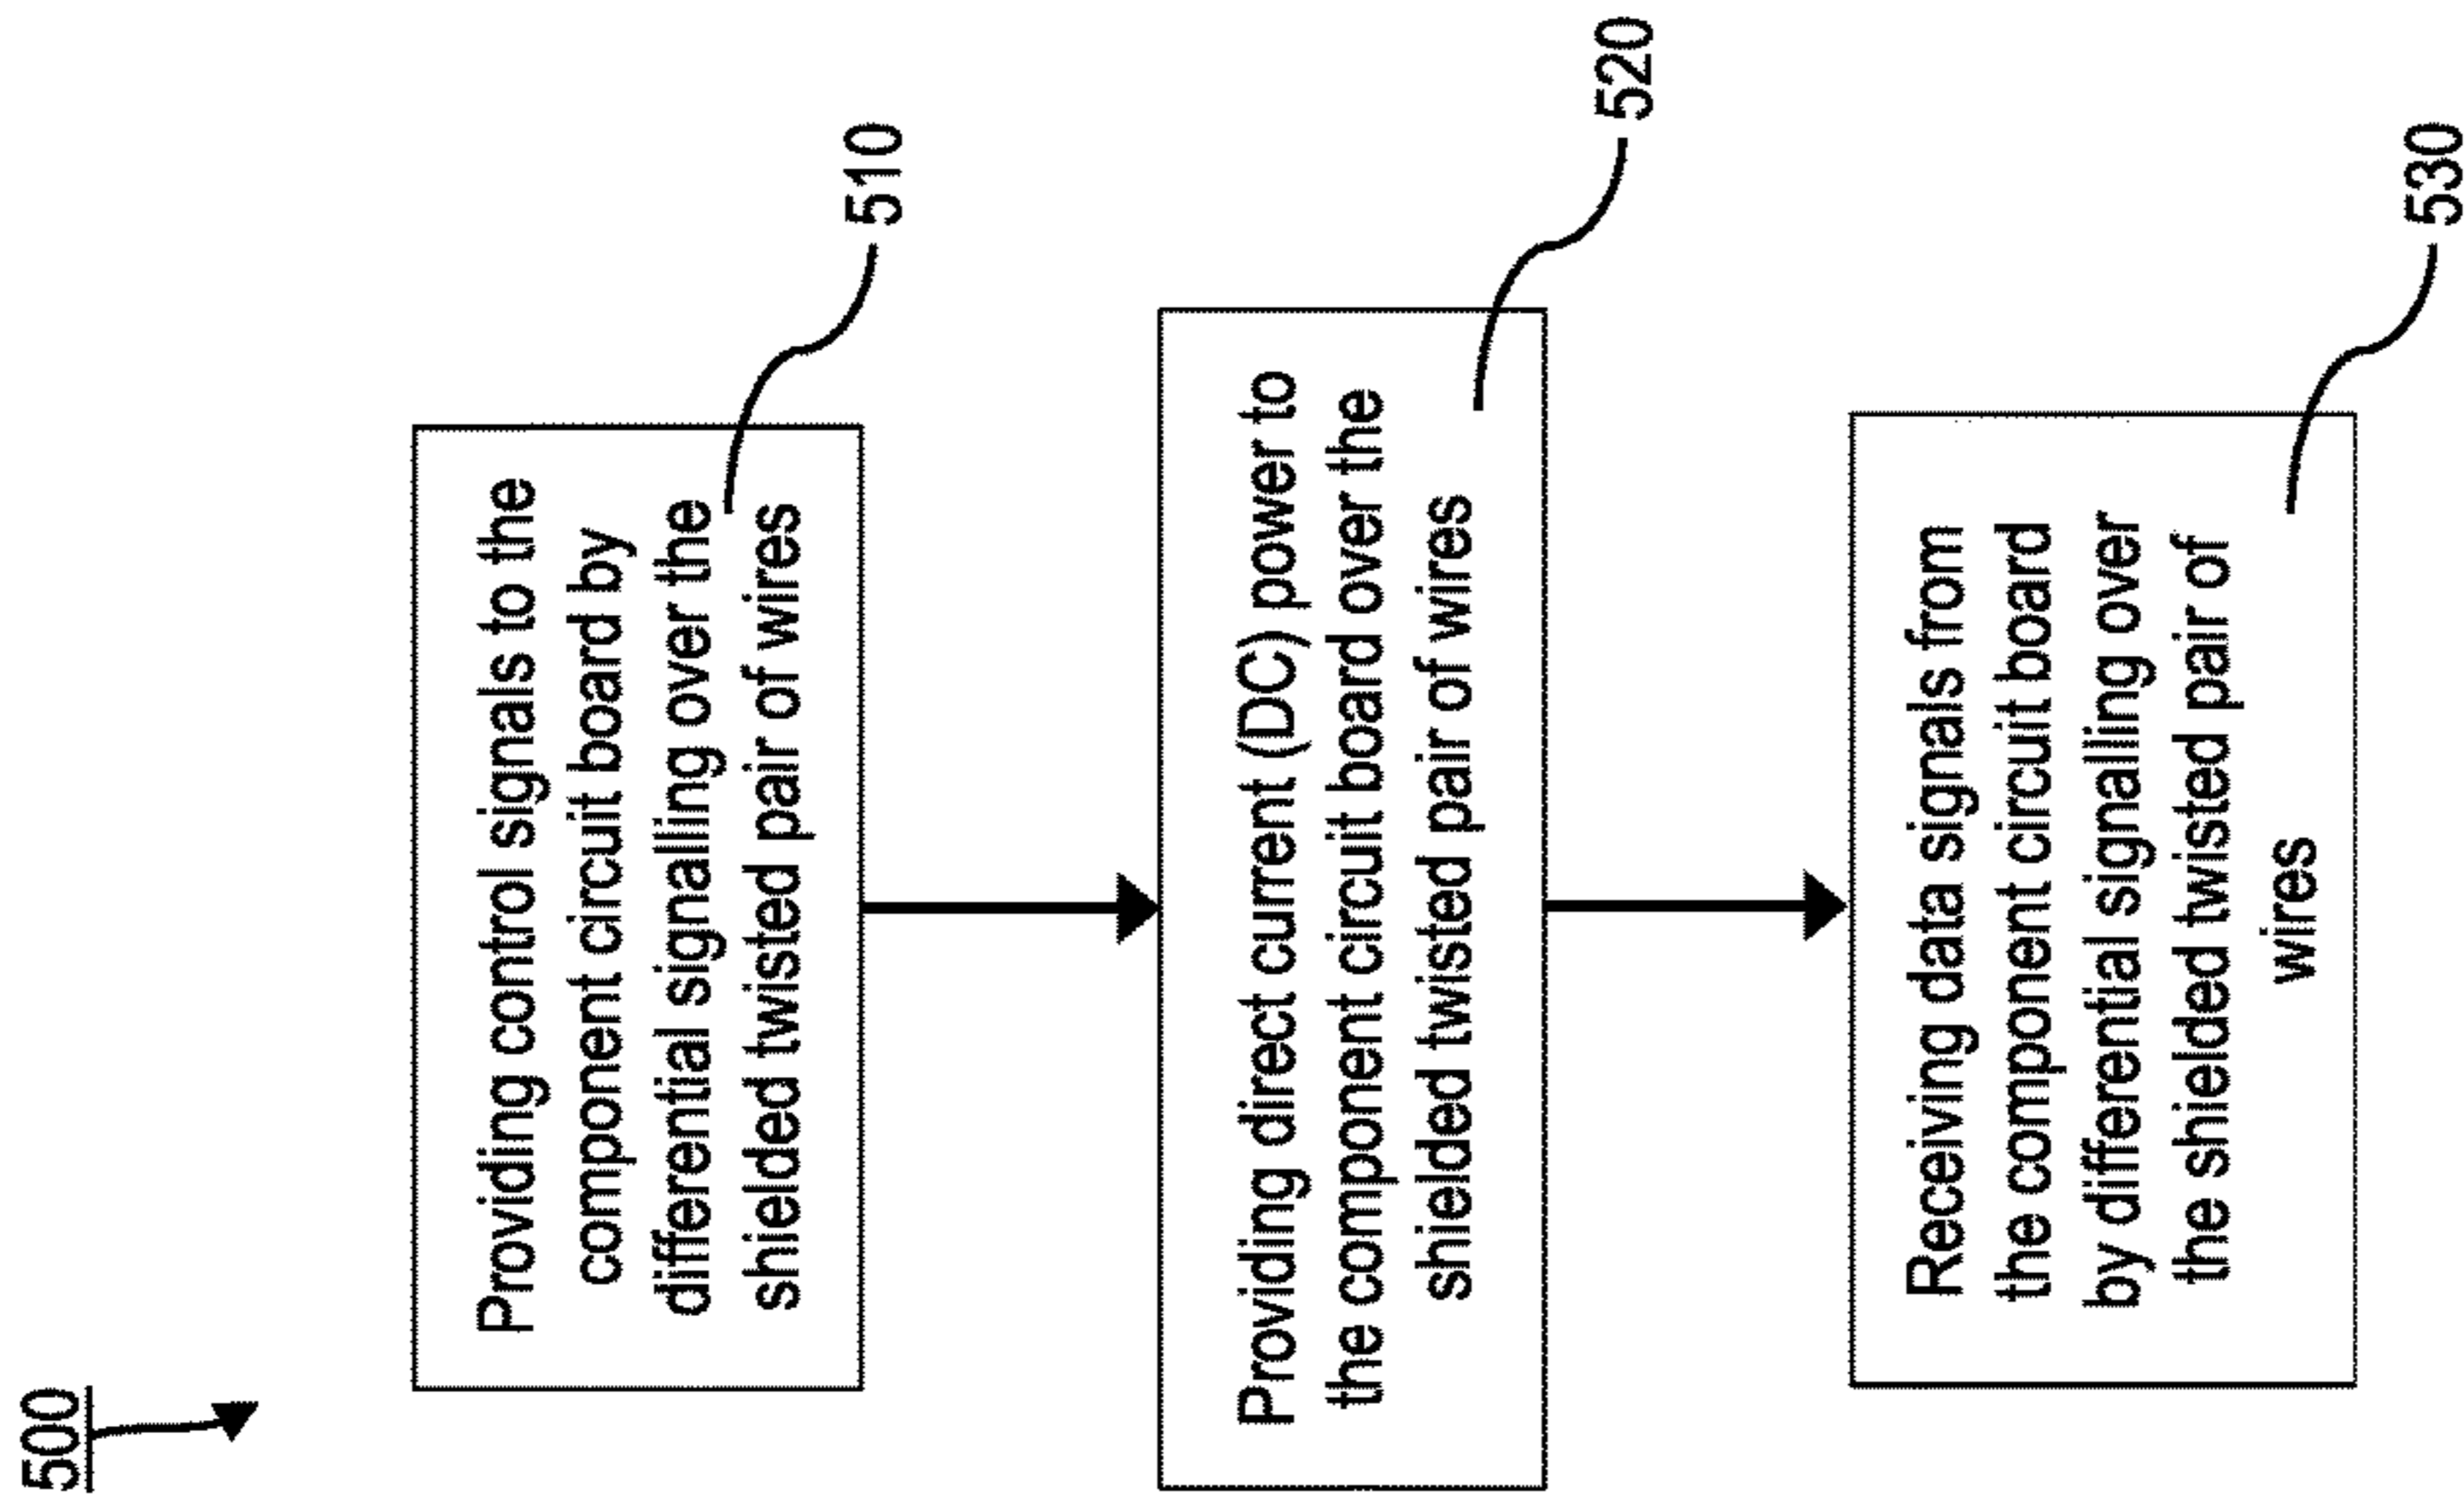 500
Providing control signals to the
component circuit board by
differential signalling over the
shielded twisted pair of wires
510
Providing direct current (DC) power to
the component circuit board over the
shielded twisted pair of wires
520
Receiving data signals from
the component circuit board
by differential signalling over
the shielded twisted pair of
wires
530